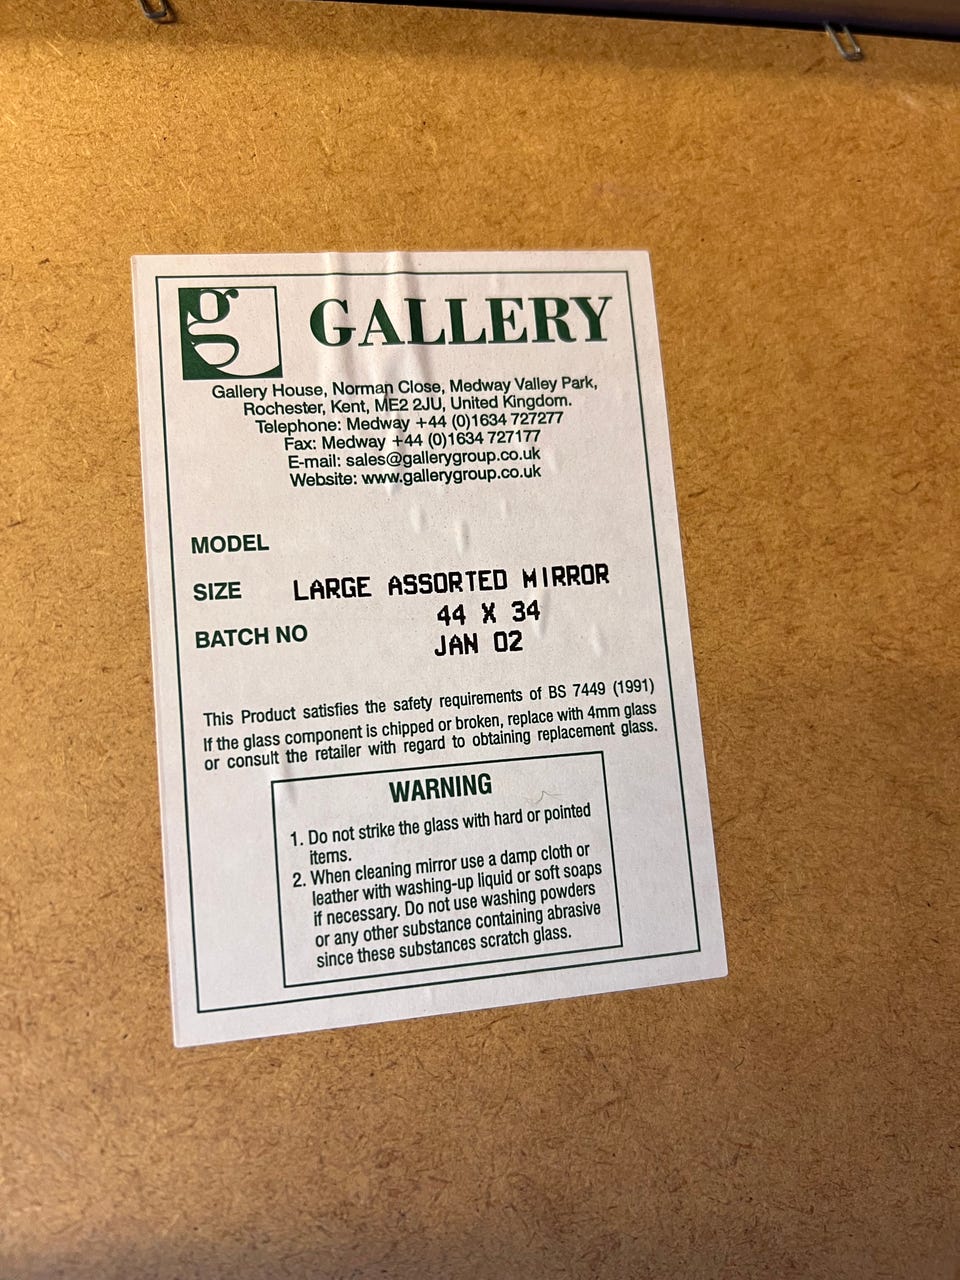 g GALLERY
Gallery House, Norman Close, Medway Valley Park,
Rochester, Kent, ME2 2JU, United Kingdom.
Telephone: Medway +44 (0)1634 727277
Fax: Medway +44 (0)1634 727177
E-mail: sales@gallerygroup.co.uk
Website: www.gallerygroup.co.uk
MODEL
SIZE LARGE ASSORTED MIRROR
44 X 34
BATCH NO JAN 02
This Product satisfies the safety requirements of BS 7449 (1991)
If the glass component is chipped or broken, replace with 4mm glass
or consult the retailer with regard to obtaining replacement glass.
WARNING
1. Do not strike the glass with hard or pointed
items.
2. When cleaning mirror use a damp cloth or
leather with washing-up liquid or soft soaps
if necessary. Do not use washing powders
or any other substance containing abrasive
since these substances scratch glass.